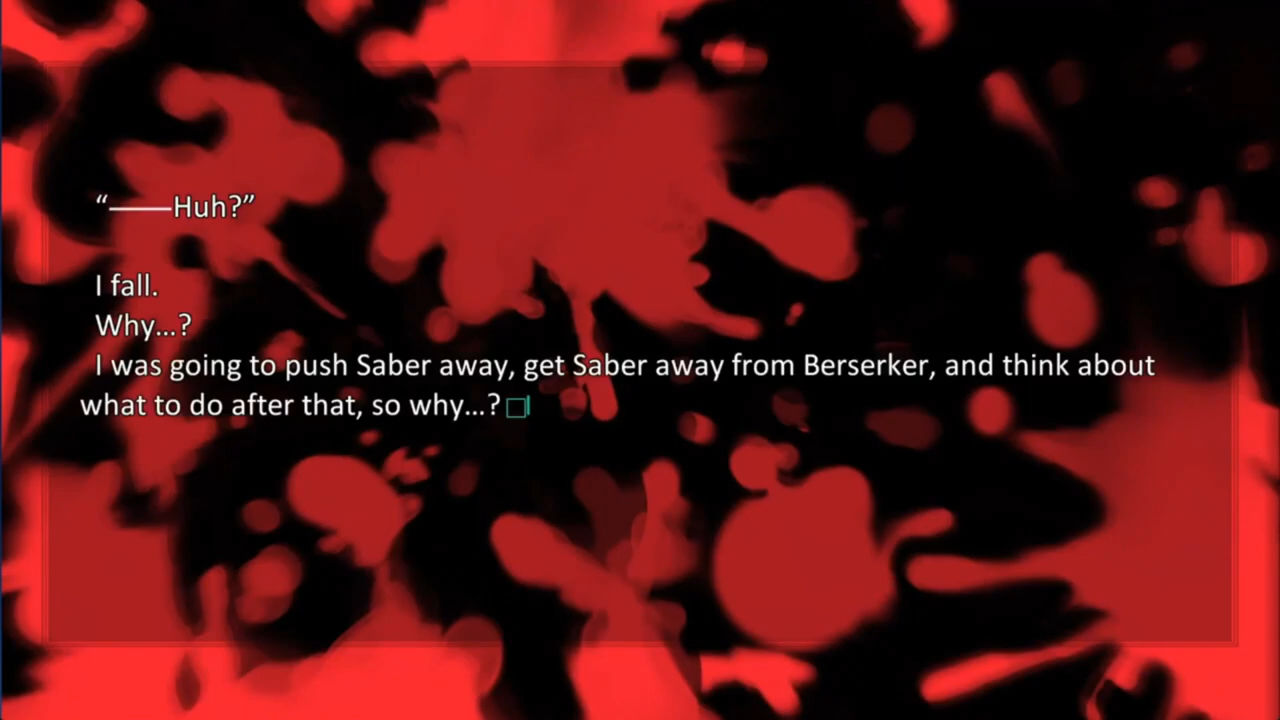 “———Huh?”
I fall.
Why...?
I was going to push Saber away, get Saber away from Berserker, and think about
what to do after that, so why...?